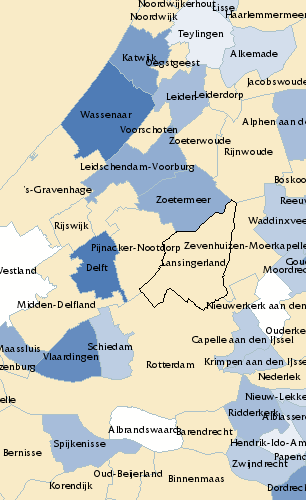 Noordwijkerhout
Lisse
Noordwijk
Haarlemmermeer
Teylingen
Katwijk
Oegstgeest
Alkemade
Jacobswoude
Leiden
Leiderdorp
Wassenaar
Alphen aan de
Voorschoten
Zoeterwoude
Rijnwoude
Leidschendam-Voorburg
Boskoo
's-Gravenhage
Zoetermeer
Reeuw
Waddinxvee
Rijswijk
Pijnacker-Nootdorp
Zevenhuizen-Moerkapelle
Gou
Lansingerland
Delft
Moordrec
Westland
Midden-Delfland
Nieuwerkerk aan den
Ouderke
Maassluis
Schiedam
Capelle aan den IJssel
Vlaardingen
Krimpen aan den IJssel
zenburg
Rotterdam
Nederlek
elle
Nieuw-Lekke
Ridderkerk
Alblasser
Albrandswaard
Barendrecht
Spijkenisse
Hendrik-Ido-Am
Bernisse
Papend
Zwijndrecht
Oud-Beijerland
Binnenmaas
Korendijk
Dordrec